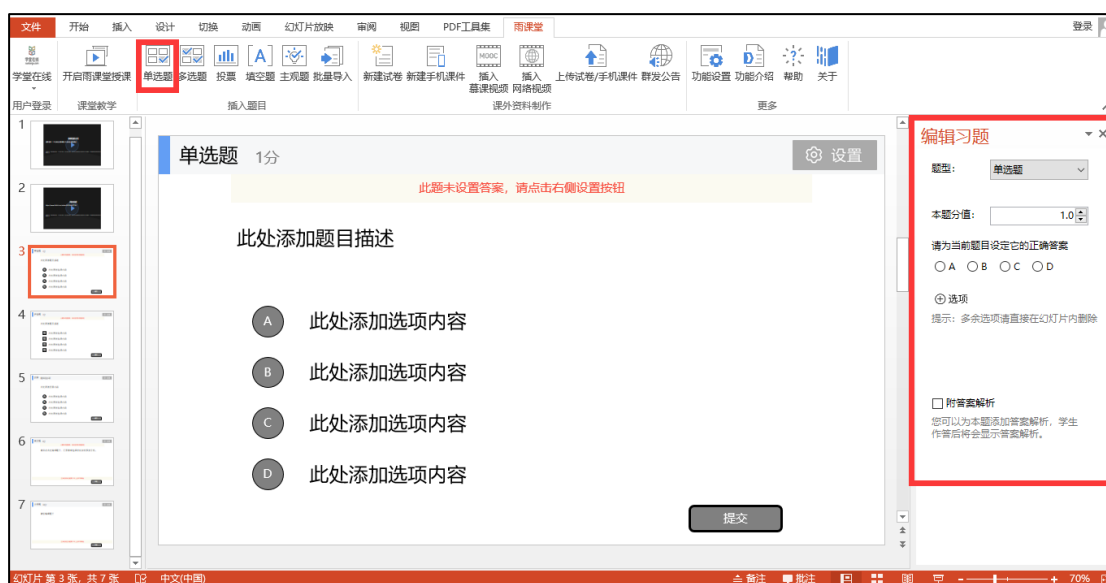 文件 开始 插入 设计 切换 动画 幻灯片放映 审阅 视图 PDF工具集 雨课堂 登录
学堂在线 开启雨课堂授课 单选题 多选题 投票 填空题 主观题 批量导入 新建试卷 新建手机课件 插入 慕课视频 插入 网络视频 上传试卷/手机课件 群发公告 功能设置 功能介绍 帮助 关于
用户登录 课堂教学 插入题目 课外资料制作 更多
1
2
3
4
5
6
7
单选题 1分
设置
此题未设置答案，请点击右侧设置按钮
此处添加题目描述
A 此处添加选项内容
B 此处添加选项内容
C 此处添加选项内容
D 此处添加选项内容
提交
编辑习题
题型： 单选题
本题分值： 1.0
请为当前题目设定它的正确答案
A B C D
选项
提示：多余选项请直接在幻灯片内删除
附答案解析
您可以为本题添加答案解析，学生
作答后将会显示答案解析。
幻灯片 第 3 张，共 7 张 中文(中国) 备注 批注 70%